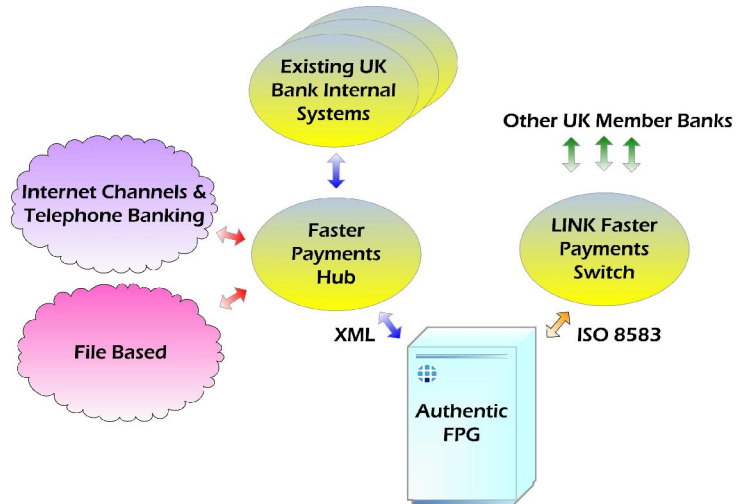 Existing UK
Bank Internal
Systems
Other UK Member Banks
Internet Channels &
Telephone Banking
Faster
Payments
Hub
LINK Faster
Payments
Switch
File Based
XML
ISO 8583
Authentic
FPG